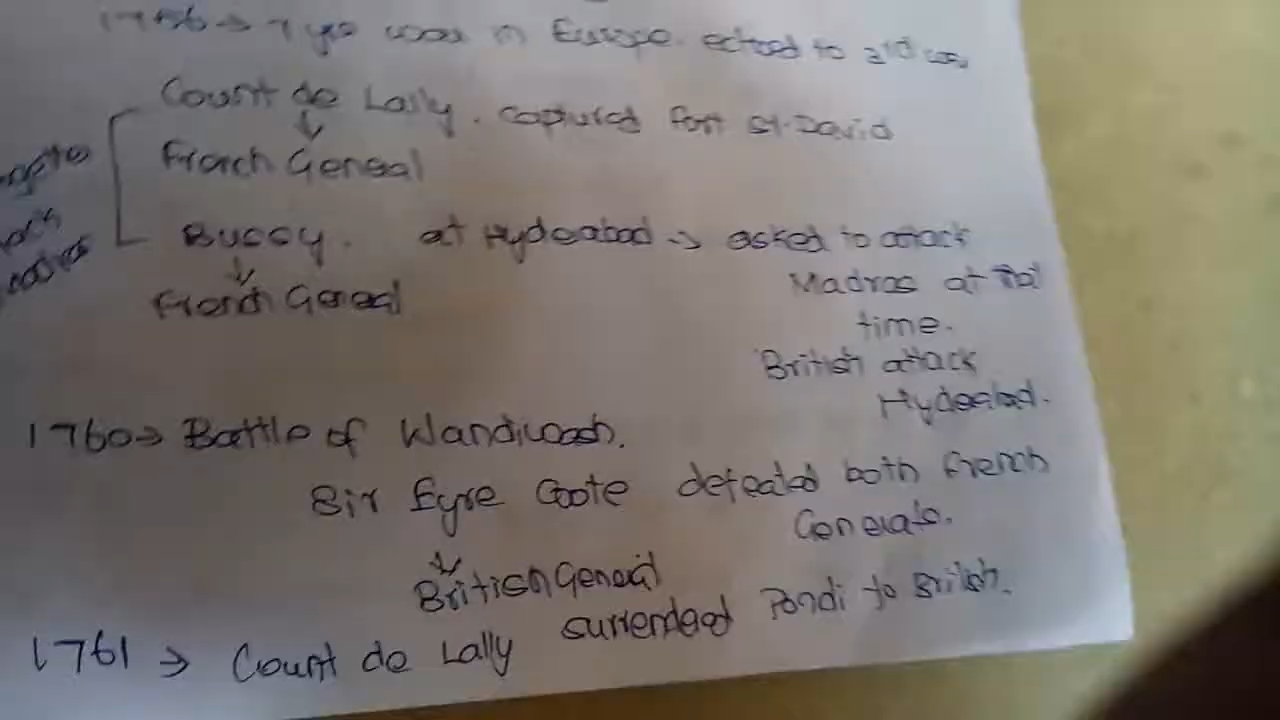 1756 → 7 yrs war in Europe. echoed to 3rd war
Count de Lally. captured fort St. David
↓
French General
Bussy. at Hyderabad → asked to attack
↓
French General
Madras at that
time.
British attack
Hyderabad.
1760 → Battle of Wandiwash.
Sir Eyre Coote defeated both French
Generals.
↓
British General
1761 → Count de Lally surrendered Pondi to British.